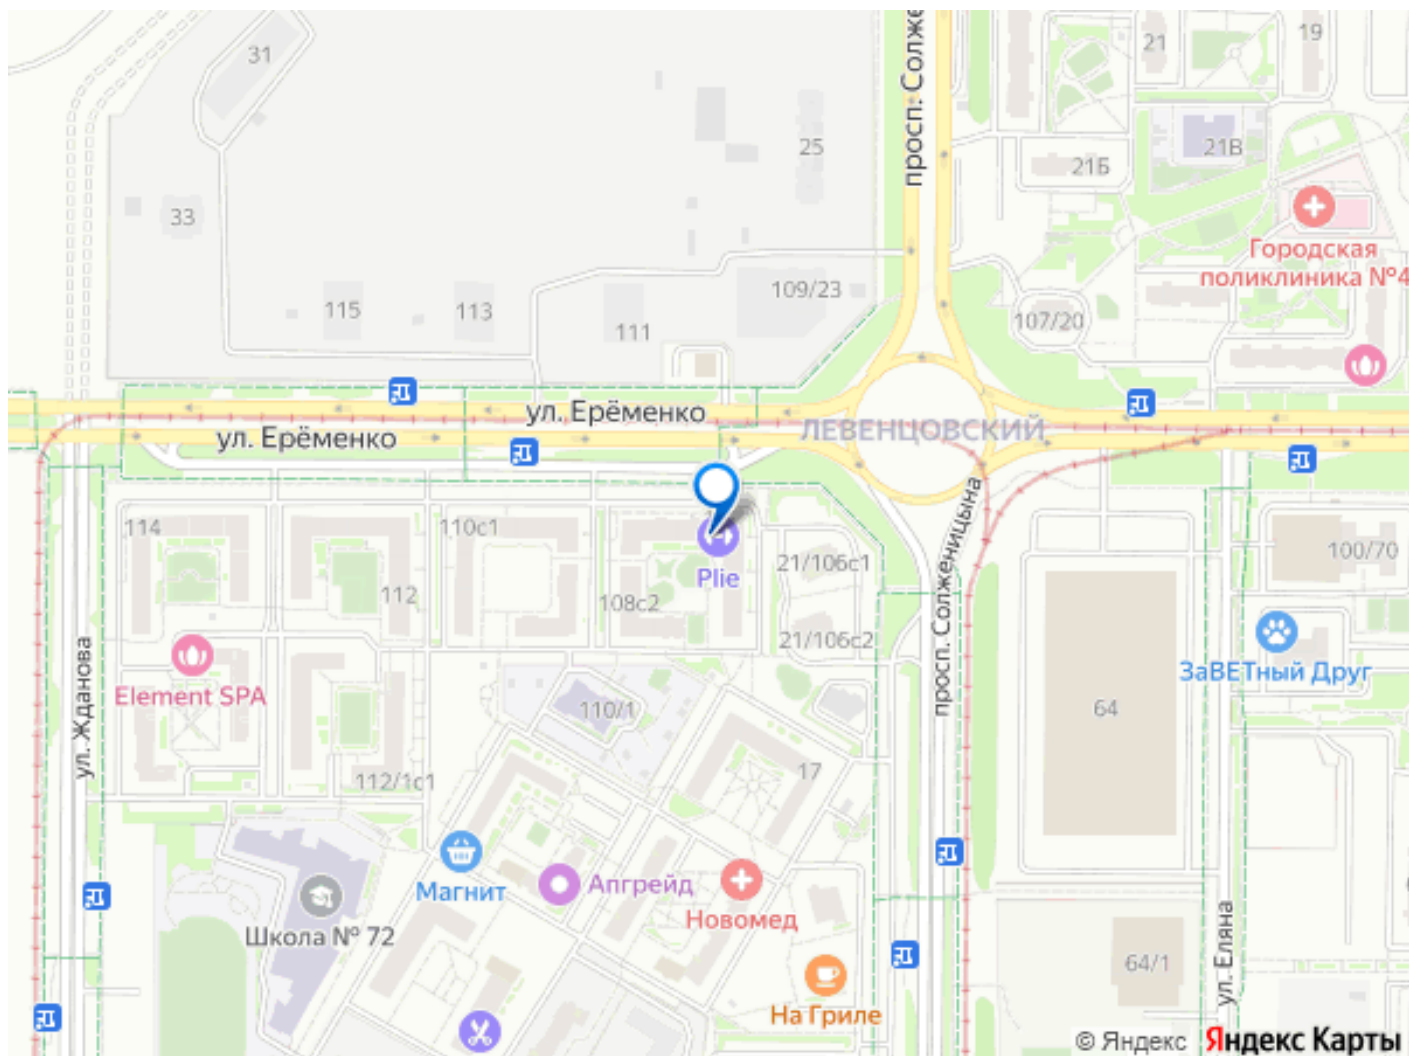 31
просп. Солже
21
19
25
21Б
21В
33
Городская
поликлиника №4
115
113
111
109/23
107/20
ул. Ерёменко
ул. Ерёменко
ЛЕВЕНЦОВСКИЙ
114
110с1
Plie
21/106с1
просп. Солженицына
100/70
112
108с2
21/106с2
ул. Жданова
Element SPA
ЗаВЕТный Друг
110/1
64
17
112/1с1
Магнит
Апгрейд
Новомед
Школа № 72
64/1
ул. Еляна
На Гриле
© Яндекс Яндекс Карты